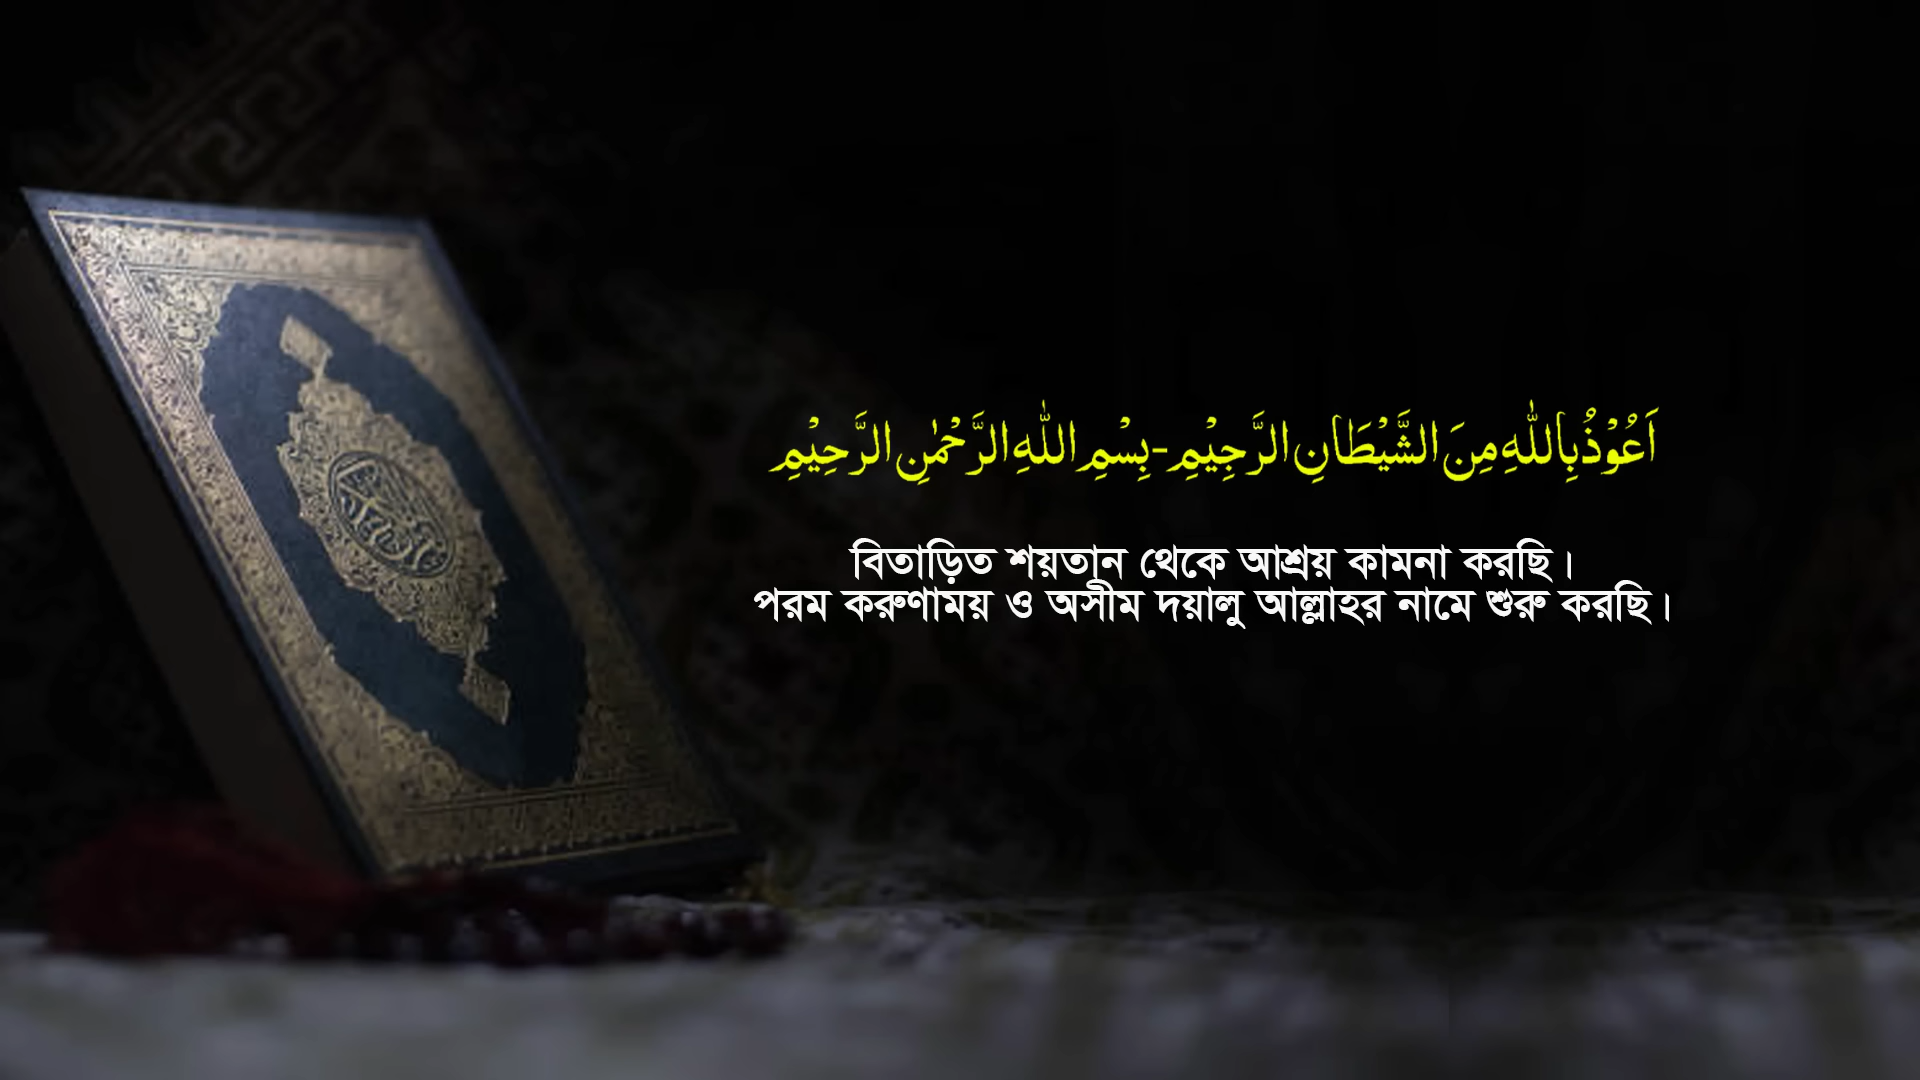 اَعُوْذُ بِاللّٰهِ مِنَ الشَّيْطَانِ الرَّجِيْمِ-بِسْمِ اللّٰهِ الرَّحْمٰنِ الرَّحِيْمِ
বিতাড়িত শয়তান থেকে আশ্রয় কামনা করছি।
পরম করুণাময় ও অসীম দয়ালু আল্লাহর নামে শুরু করছি।